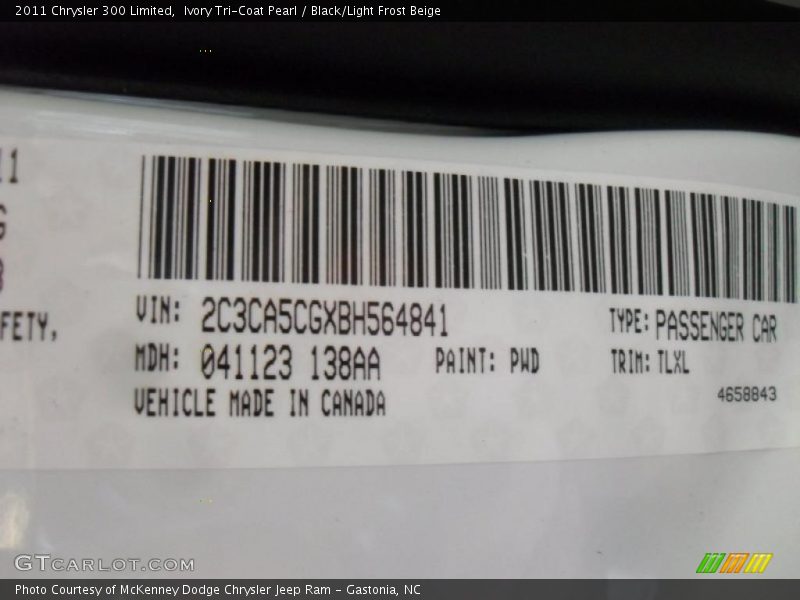 2011 Chrysler 300 Limited, Ivory Tri-Coat Pearl / Black/Light Frost Beige
FETY,
VIN: 2C3CA5CGXBH564841
TYPE: PASSENGER CAR
MDH: 041123 138AA
PAINT: PWD
TRIM: TLXL
VEHICLE MADE IN CANADA
4658843
GTCARLOT.COM
Photo Courtesy of McKenney Dodge Chrysler Jeep Ram - Gastonia, NC